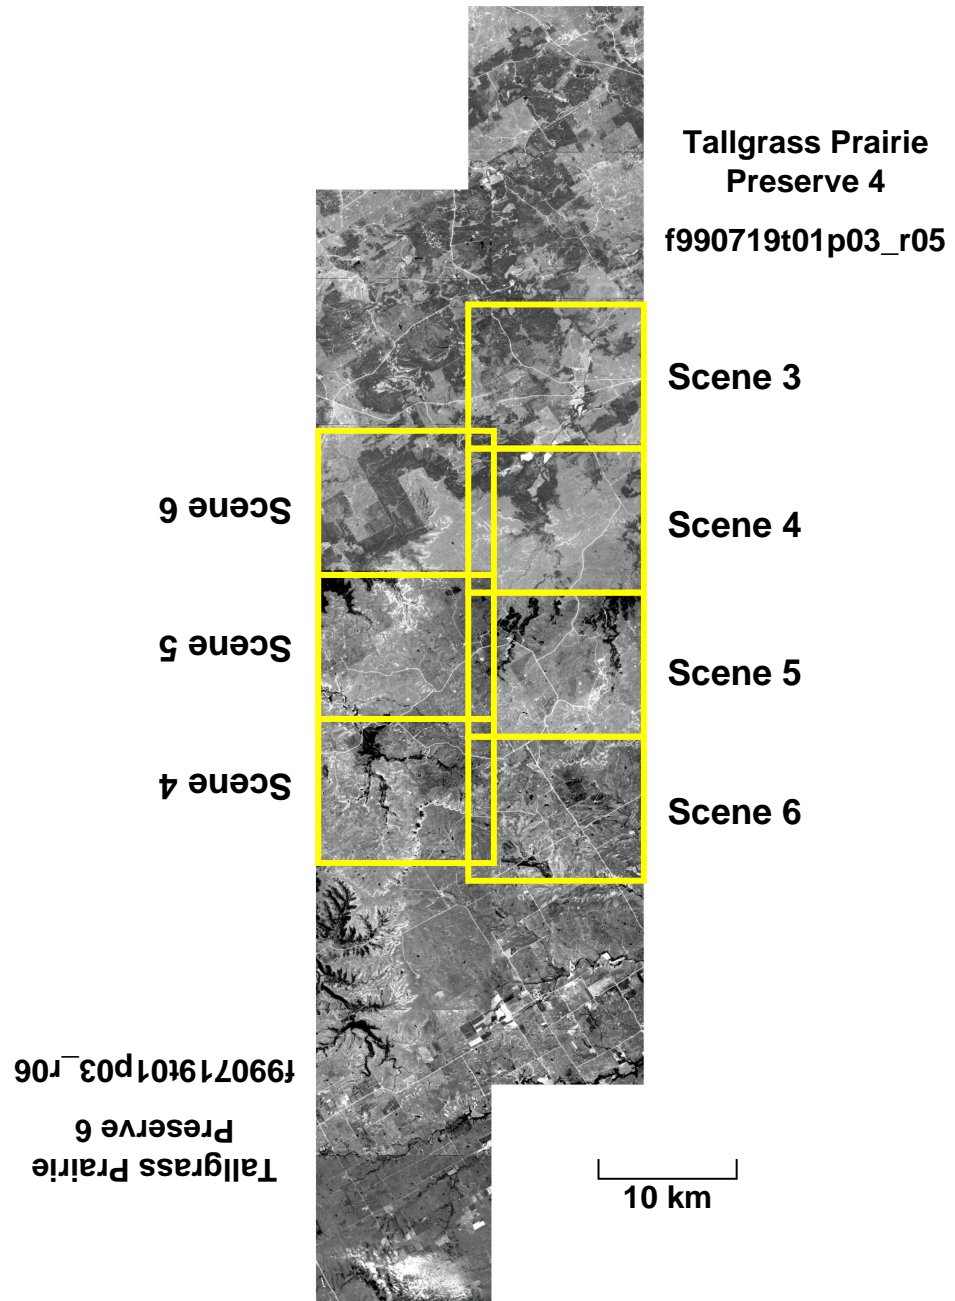 Tallgrass Prairie
Preserve 4
f990719t01p03_r05
Scene 3
Scene 4
Scene 5
Scene 6
Scene 6
Scene 5
Scene 4
Tallgrass Prairie
Preserve 6
f990719t01p03_r06
10 km